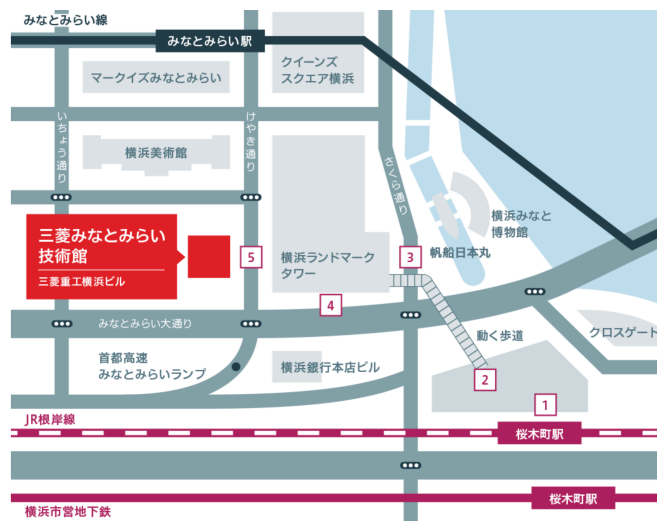 みなとみらい線
みなとみらい駅
クイーンズ
スクエア横浜
マークイズみなとみらい
いちょう通り
けやき通り
横浜美術館
さくら通り
横浜みなと
博物館
帆船日本丸
三菱みなとみらい
技術館
三菱重工横浜ビル
5
横浜ランドマーク
タワー
3
4
みなとみらい大通り
動く歩道
クロスゲート
首都高速
みなとみらいランプ
横浜銀行本店ビル
2
1
JR根岸線
桜木町駅
横浜市営地下鉄
桜木町駅